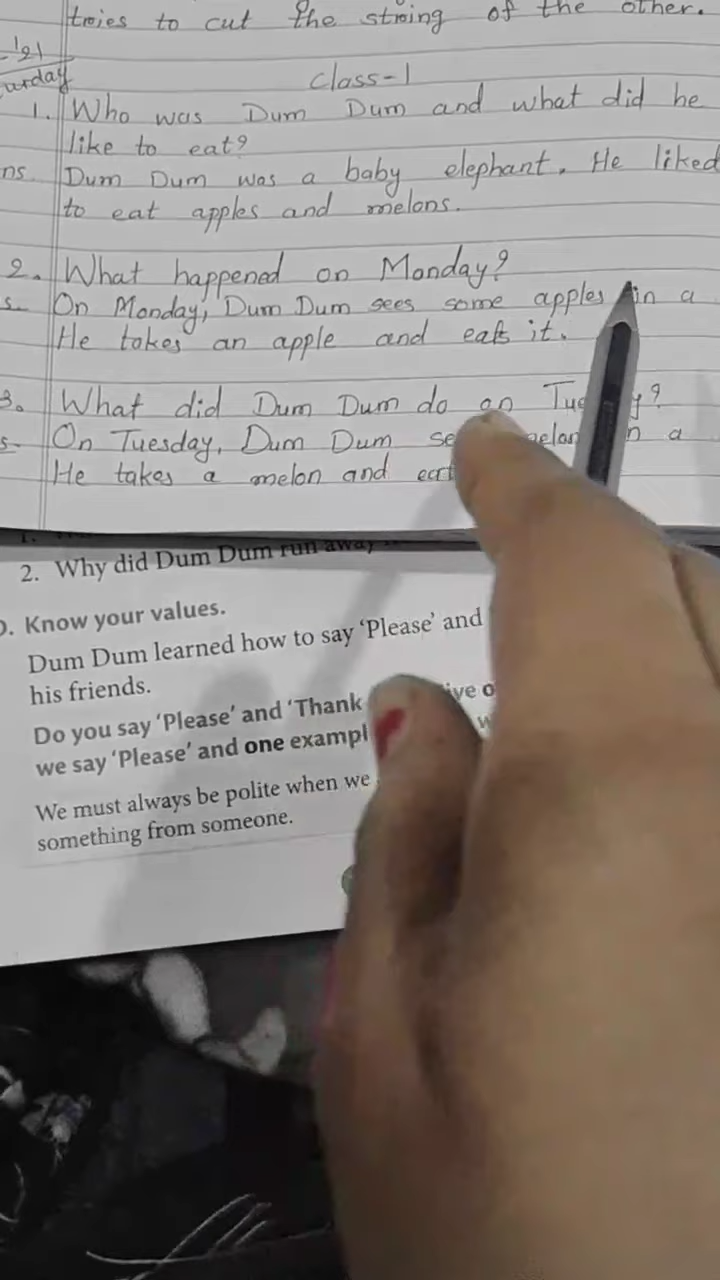 tries to cut the string of the other.
Class-1
1. Who was Dum Dum and what did he
like to eat?
Dum Dum was a baby elephant. He liked
to eat apples and melons.
2. What happened on Monday?
On Monday, Dum Dum sees some apples in a
He takes an apple and eats it.
3. What did Dum Dum do on
On Tuesday, Dum Dum a
He takes a melon and
2. Why did Dum Dum run away
D. Know your values.
Dum Dum learned how to say ‘Please’ and
his friends.
Do you say ‘Please’ and ‘Thank
we say ‘Please’ and one
We must always be polite when we
something from someone.